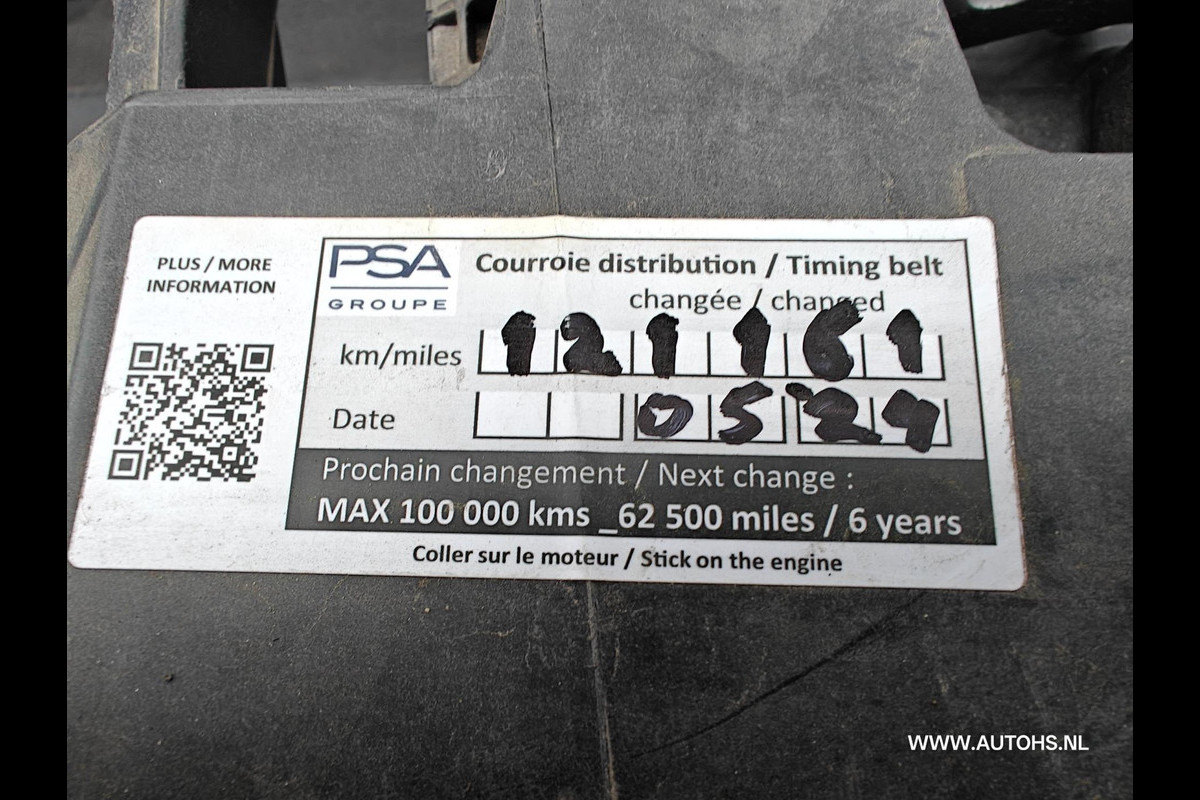 PLUS / MORE
INFORMATION
PSA
GROUPE
Courroie distribution / Timing belt
changée / changed
km/miles 121161
Date 0524
Prochain changement / Next change :
MAX 100 000 kms _62 500 miles / 6 years
Coller sur le moteur / Stick on the engine
WWW.AUTOHS.NL